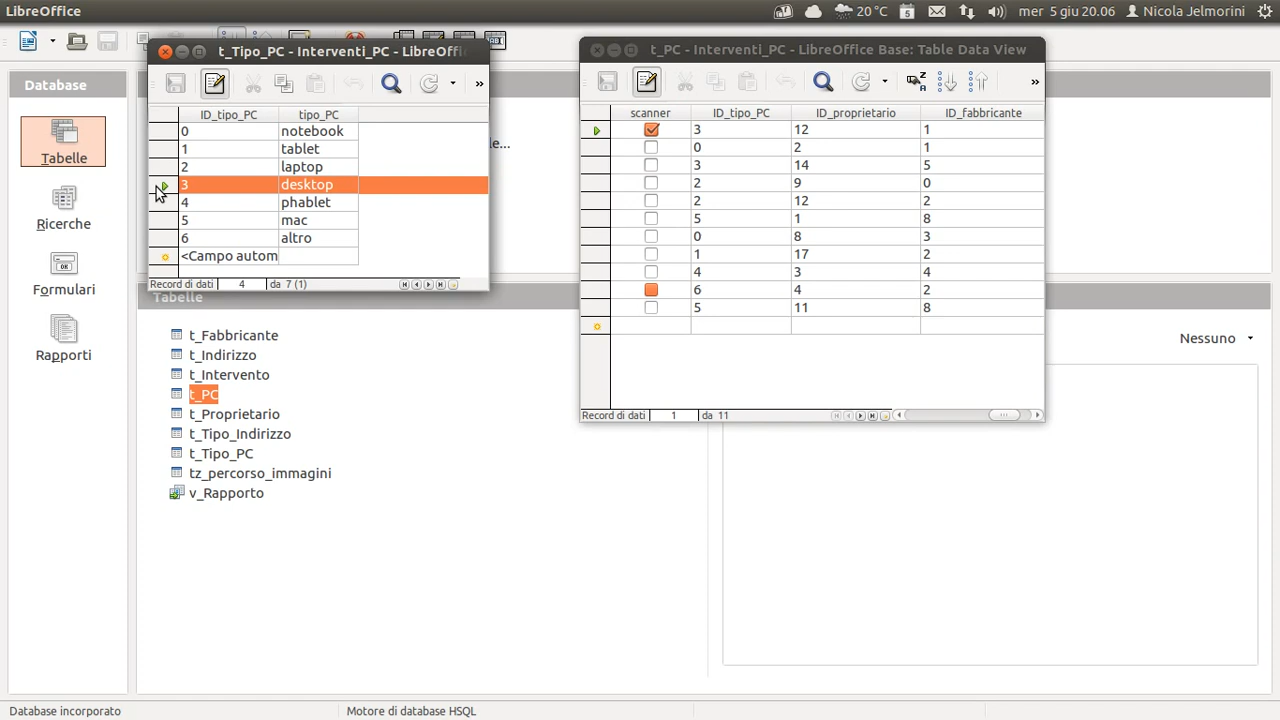 LibreOffice
20 °C
5
mer 5 giu 20.06
Nicola Jelmorini
Database
Tabelle
Ricerche
Formulari
Rapporti
t_Tipo_PC - Interventi_PC - LibreOffi
»
ID_tipo_PC tipo_PC
0 notebook
1 tablet
2 laptop
3 desktop
4 phablet
5 mac
6 altro
<Campo autom
Record di dati 4 da 7 (1)
le...
t_PC - Interventi_PC - LibreOffice Base: Table Data View
»
scanner ID_tipo_PC ID_proprietario ID_fabbricante
3 12 1
0 2 1
3 14 5
2 9 0
2 12 2
5 1 8
0 8 3
1 17 2
4 3 4
6 4 2
5 11 8
Record di dati 1 da 11
Tabelle
t_Fabbricante
t_Indirizzo
t_Intervento
t_PC
t_Proprietario
t_Tipo_Indirizzo
t_Tipo_PC
tz_percorso_immagini
v_Rapporto
Nessuno
Database incorporato
Motore di database HSQL